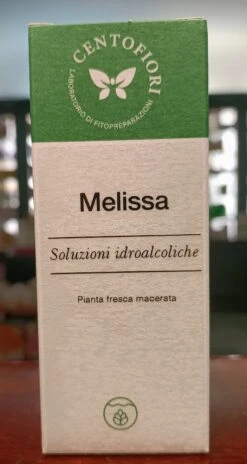 CENTOFIORI
LABORATORIO DI FITOPREPARAZIONI
Melissa
Soluzioni idroalcoliche
Pianta fresca macerata